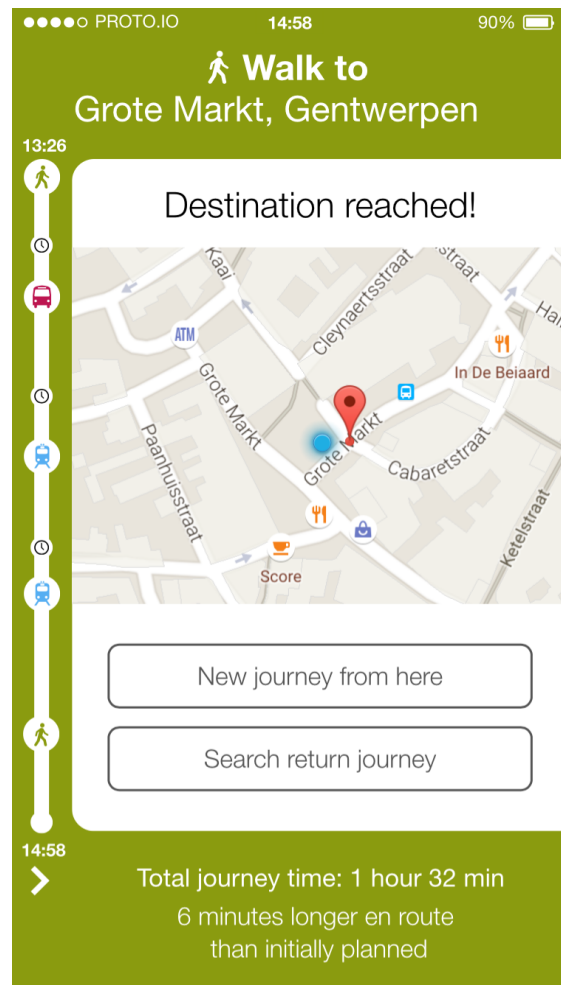 PROTO.IO 14:58 90%
Walk to
Grote Markt, Gentwerpen
13:26
Destination reached!
Kaai
Cleynaertsstraat
straat
Hal
ATM
In De Beiaard
Grote Markt
Grote Markt
Paanhuisstraat
Cabaretstraat
Ketelstraat
Score
New journey from here
Search return journey
14:58
Total journey time: 1 hour 32 min
6 minutes longer en route
than initially planned